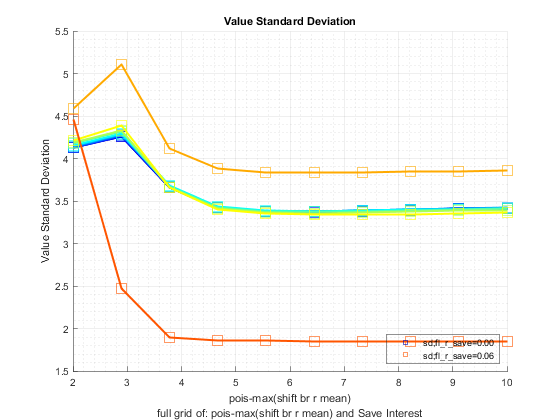 Value Standard Deviation
Value Standard Deviation
5.5
5
4.5
4
3.5
3
2.5
2
1.5
2 3 4 5 6 7 8 9 10
sd;fl_r_save=0.00
sd;fl_r_save=0.06
pois-max(shift br r mean)
full grid of: pois-max(shift br r mean) and Save Interest